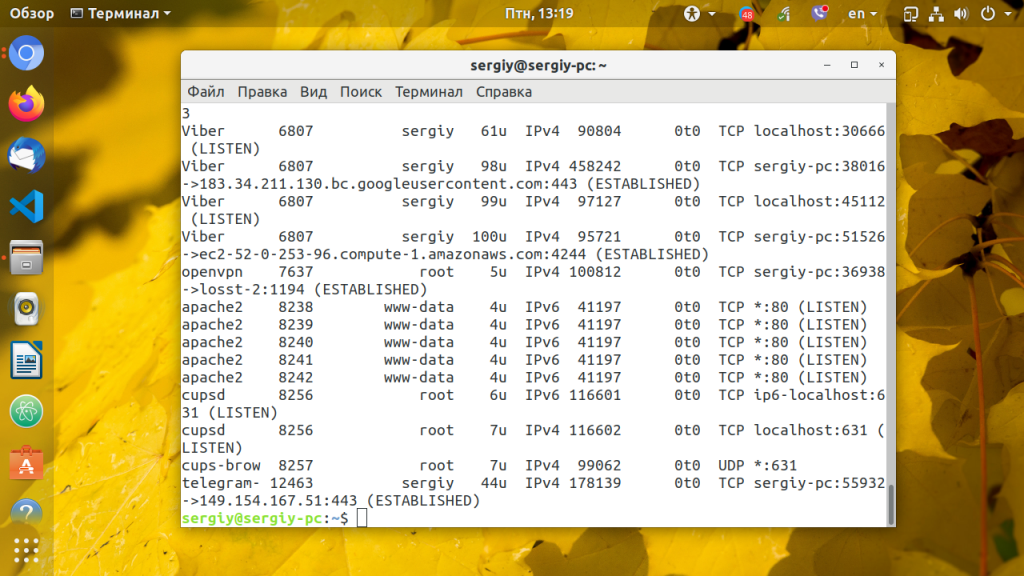 Обзор Терминал Птн, 13:19 48 en
sergiy@sergiy-pc: ~
Файл Правка Вид Поиск Терминал Справка
3
Viber 6807 sergiy 61u IPv4 90804 0t0 TCP localhost:30666
(LISTEN)
Viber 6807 sergiy 98u IPv4 458242 0t0 TCP sergiy-pc:38016
->183.34.211.130.bc.googleusercontent.com:443 (ESTABLISHED)
Viber 6807 sergiy 99u IPv4 97127 0t0 TCP localhost:45112
(LISTEN)
Viber 6807 sergiy 100u IPv4 95721 0t0 TCP sergiy-pc:51526
->ec2-52-0-253-96.compute-1.amazonaws.com:4244 (ESTABLISHED)
openvpn 7637 root 5u IPv4 100812 0t0 TCP sergiy-pc:36938
->losst-2:1194 (ESTABLISHED)
apache2 8238 www-data 4u IPv6 41197 0t0 TCP *:80 (LISTEN)
apache2 8239 www-data 4u IPv6 41197 0t0 TCP *:80 (LISTEN)
apache2 8240 www-data 4u IPv6 41197 0t0 TCP *:80 (LISTEN)
apache2 8241 www-data 4u IPv6 41197 0t0 TCP *:80 (LISTEN)
apache2 8242 www-data 4u IPv6 41197 0t0 TCP *:80 (LISTEN)
cupsd 8256 root 6u IPv6 116601 0t0 TCP ip6-localhost:6
31 (LISTEN)
cupsd 8256 root 7u IPv4 116602 0t0 TCP localhost:631 (
LISTEN)
cups-brow 8257 root 7u IPv4 99062 0t0 UDP *:631
telegram- 12463 sergiy 44u IPv4 178139 0t0 TCP sergiy-pc:55932
->149.154.167.51:443 (ESTABLISHED)
sergiy@sergiy-pc:~$